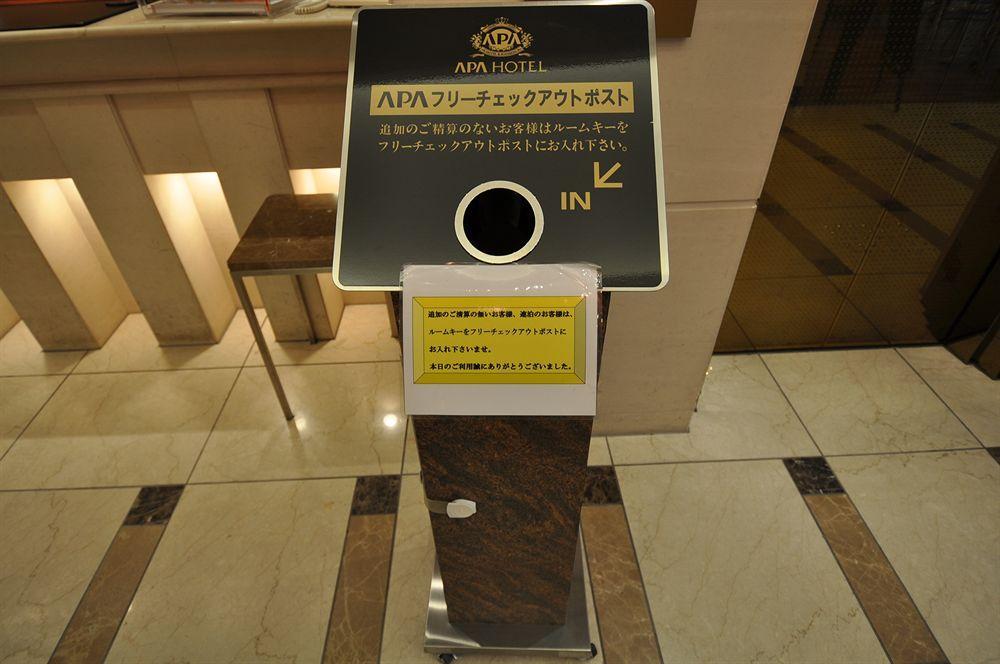 APA
APA HOTEL
APAフリーチェックアウトポスト
追加のご精算のないお客様はルームキーを
フリーチェックアウトポストにお入れ下さい。
IN
追加のご清算の無いお客様、連泊のお客様は、
ルームキーをフリーチェックアウトポストに
お入れ下さいませ。
本日のご利用誠にありがとうございました。